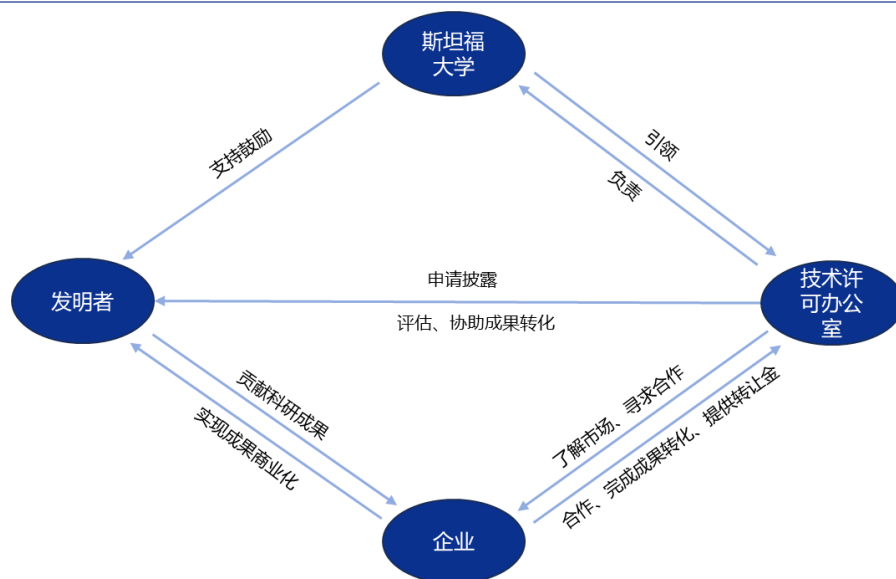 斯坦福
大学
支持鼓励
引领
负责
申请披露
发明者
技术许
可办公
室
评估、协助成果转化
贡献科研成果
实现成果商业化
了解市场、寻求合作
合作、完成成果转化、提供转让金
企业